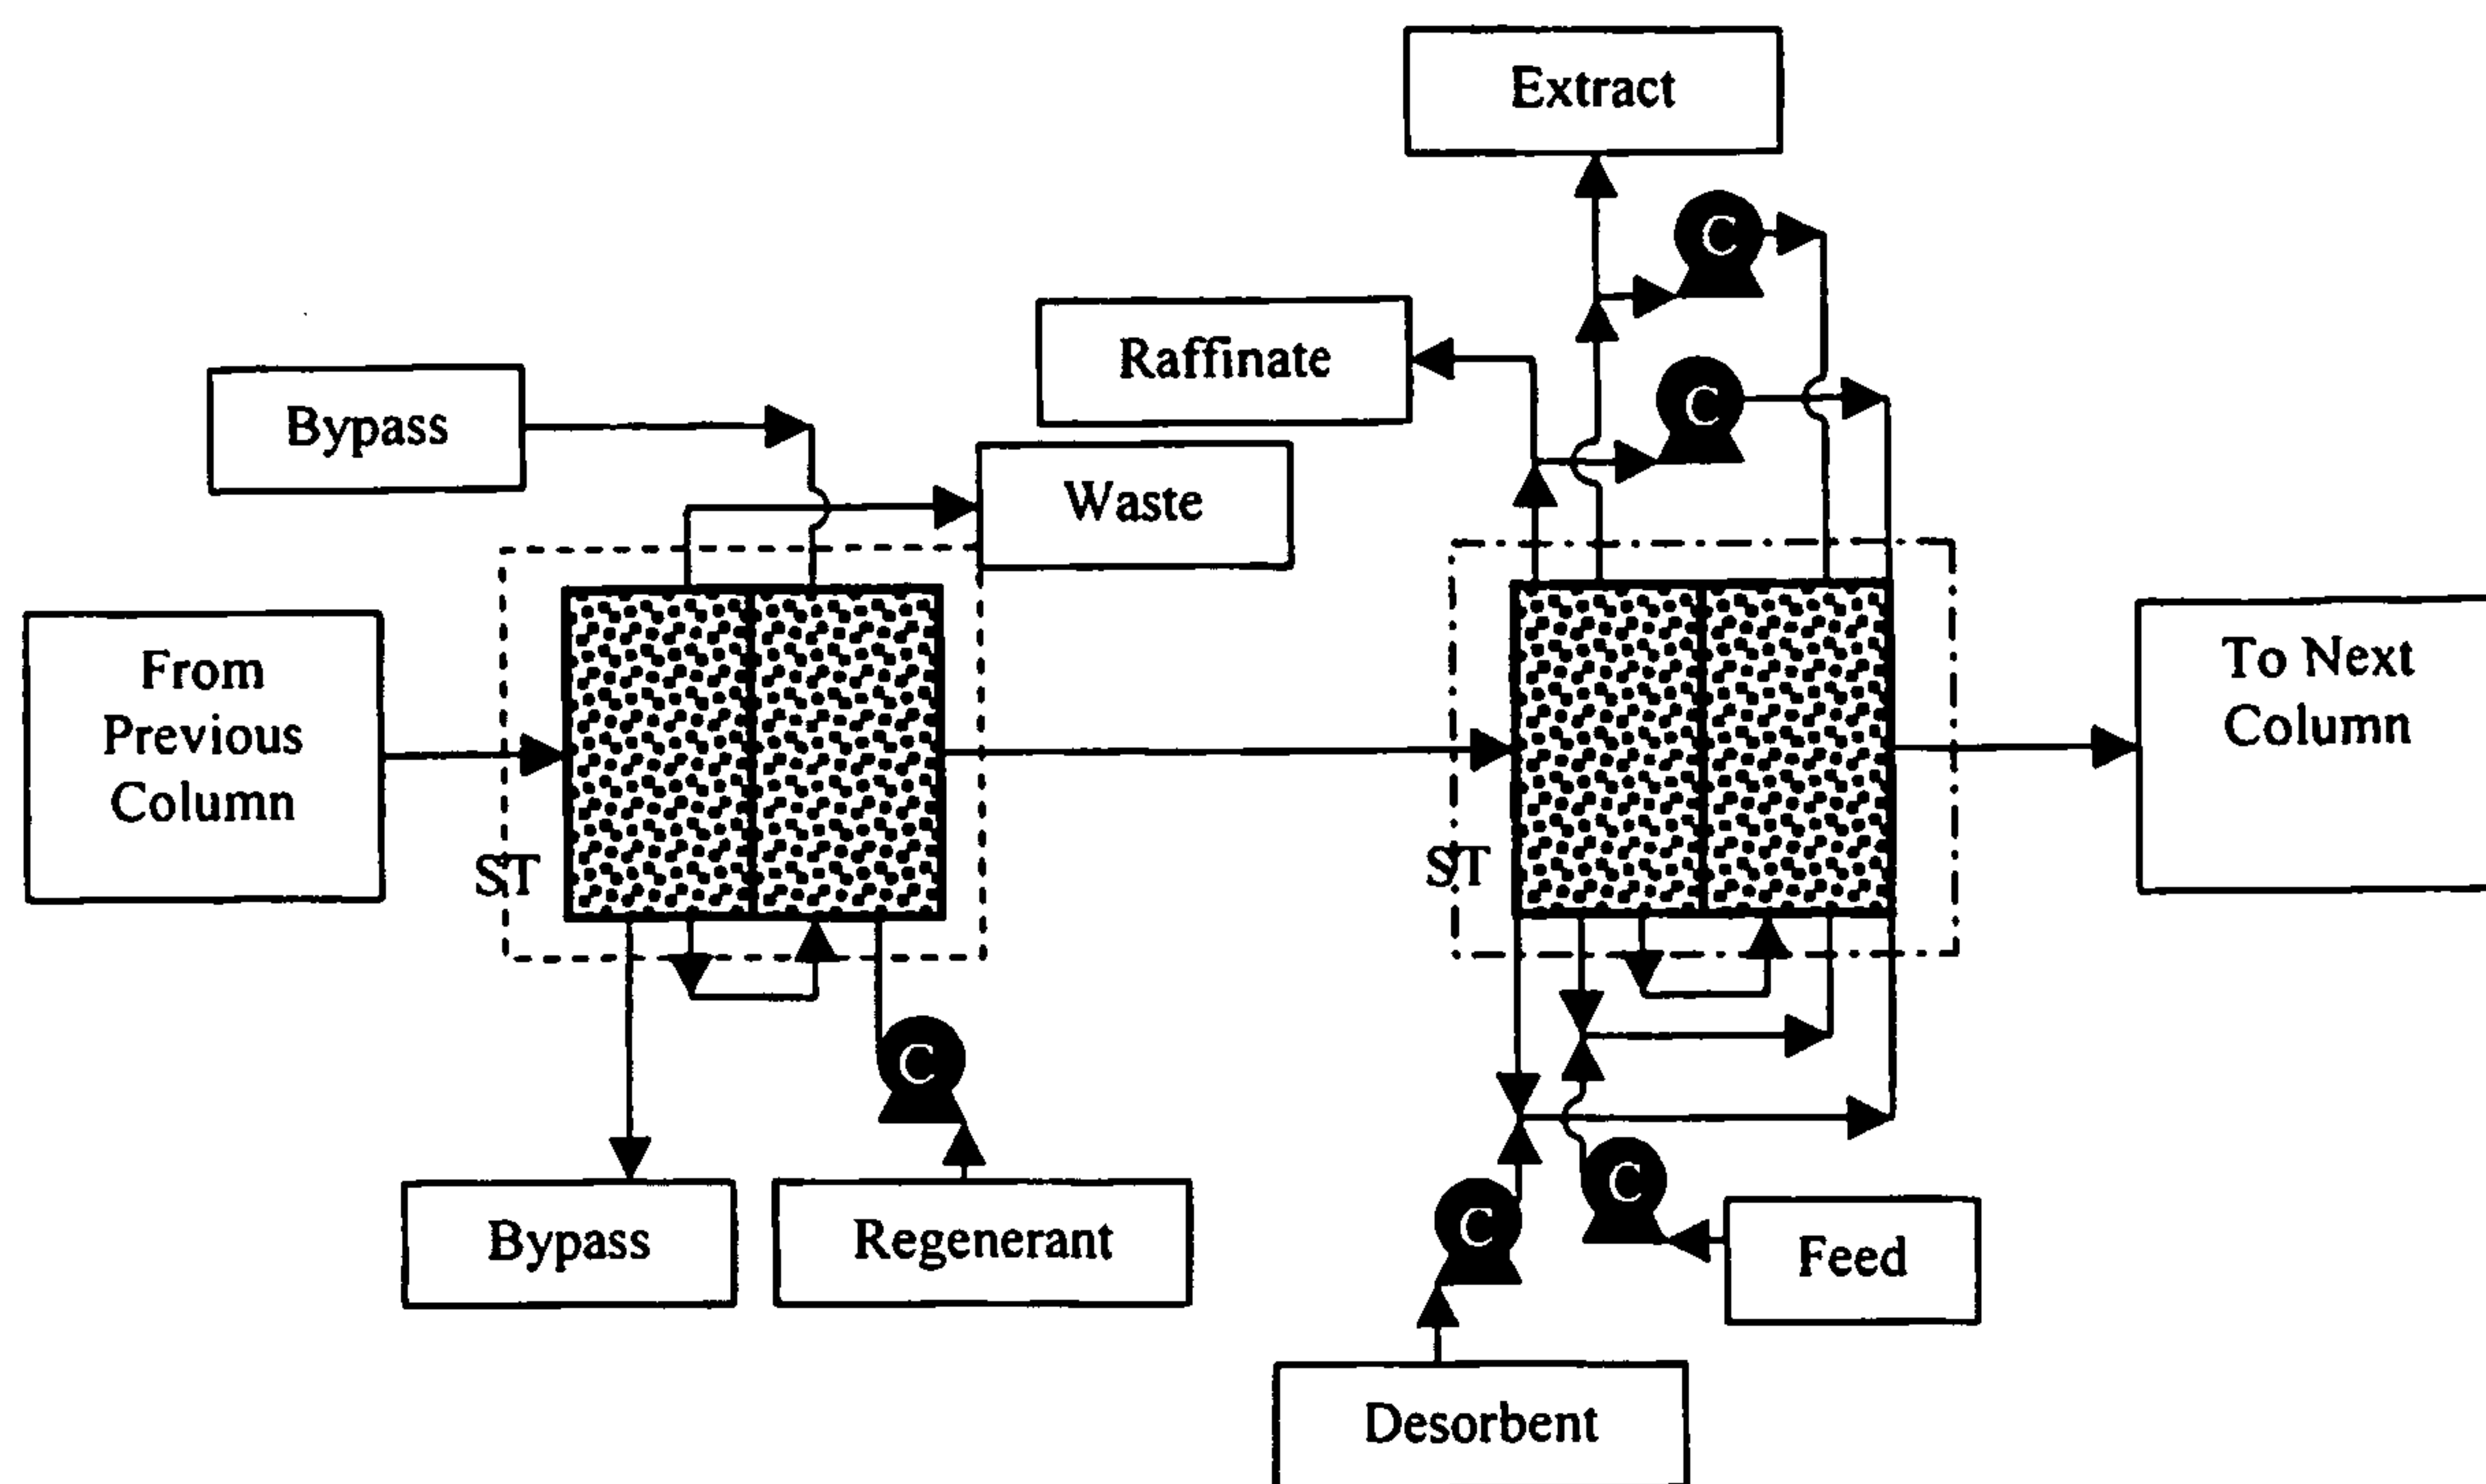 Extract
C
Raffinate
C
Bypass
Waste
From
Previous
Column
To Next
Column
ST
ST
C
C
C
Bypass
Regenerant
Feed
Desorbent